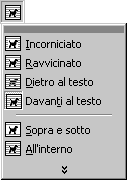 Incorniciato
Ravvicinato
Dietro al testo
Davanti al testo
Sopra e sotto
All'interno